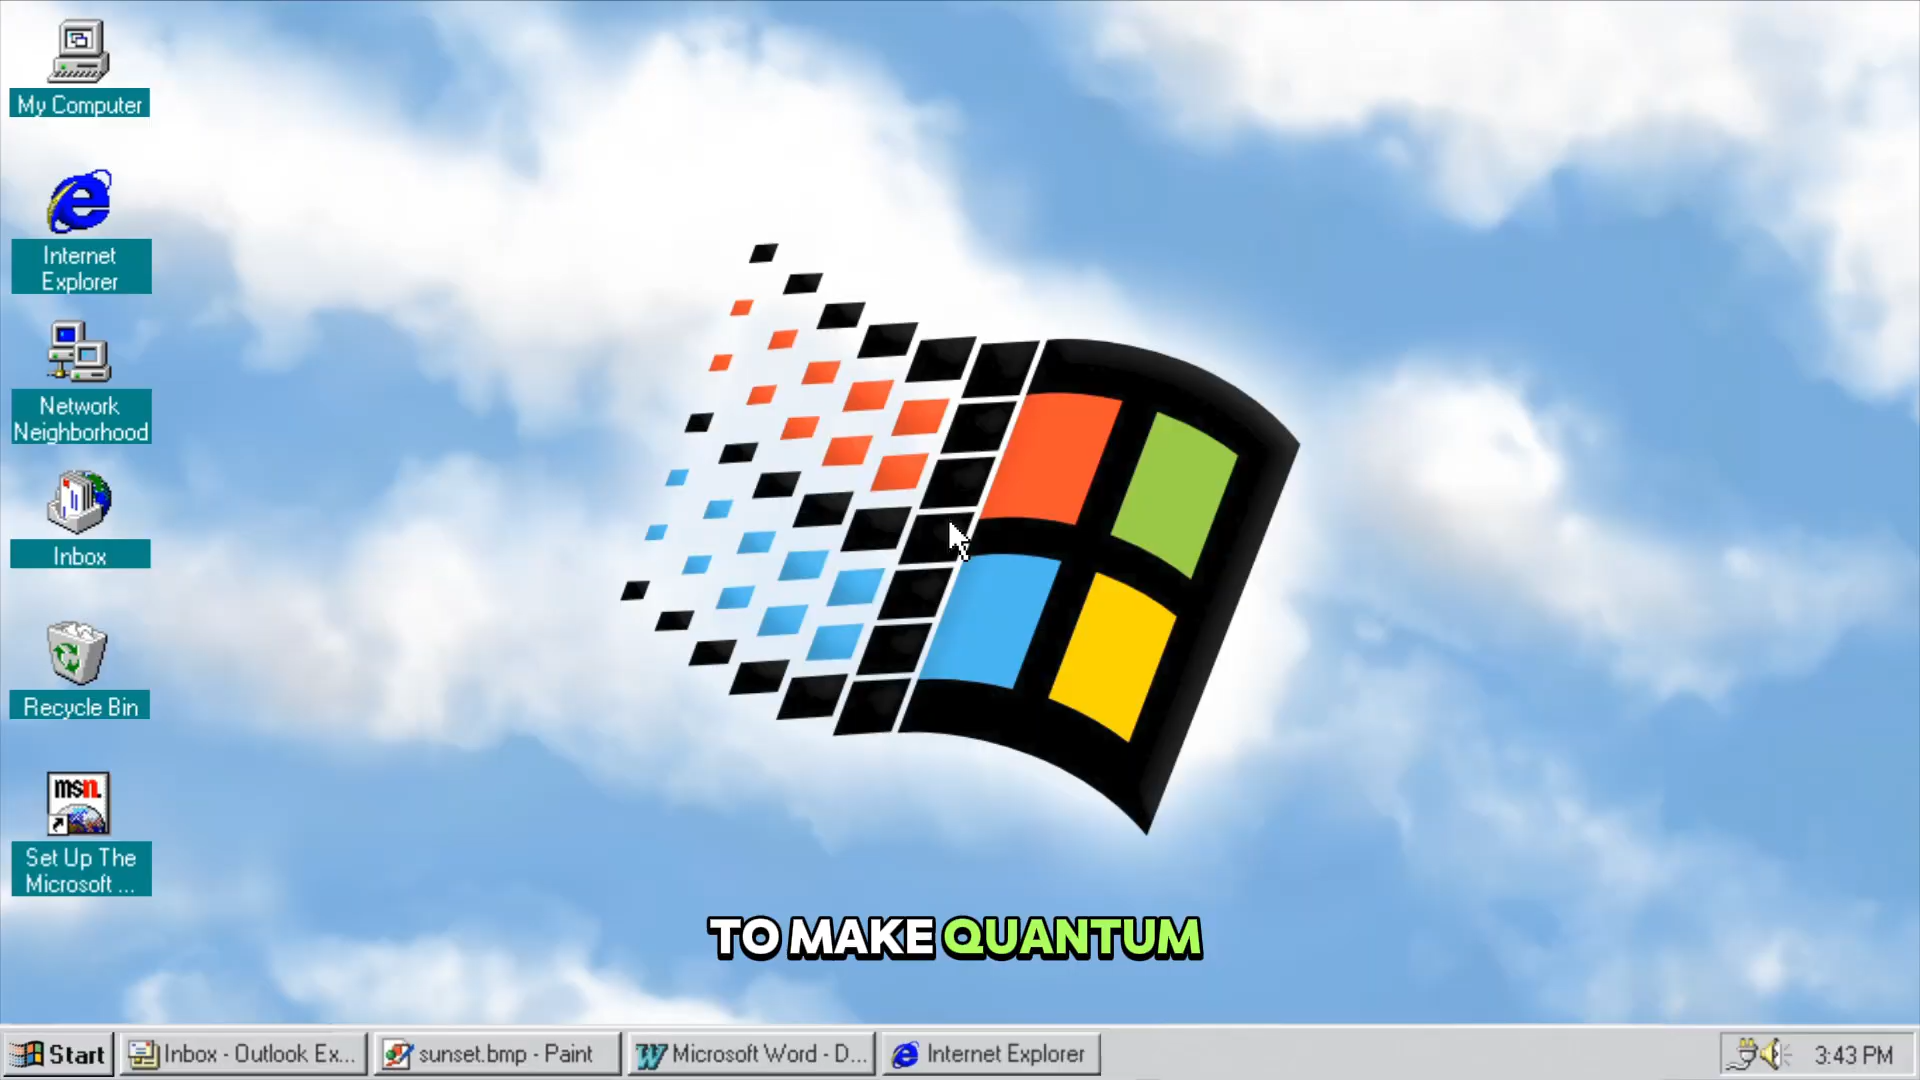 My Computer
Internet
Explorer
Network
Neighborhood
Inbox
Recycle Bin
msn.
Set Up The
Microsoft ...
TO MAKE QUANTUM
Start
Inbox - Outlook Ex...
sunset.bmp - Paint
Microsoft Word - D...
Internet Explorer
3:43 PM